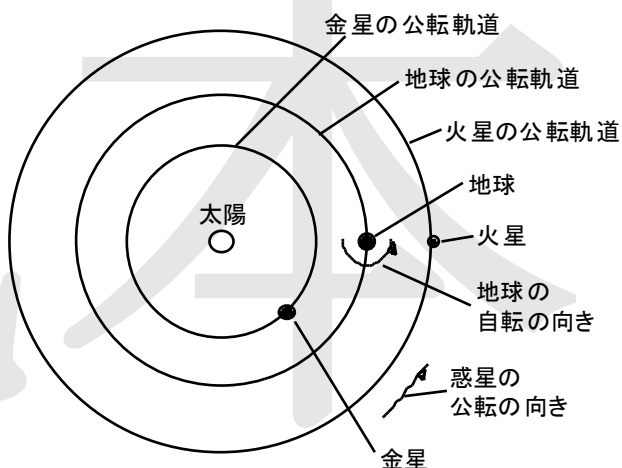 金星の公転軌道
地球の公転軌道
火星の公転軌道
地球
太陽
火星
地球の
自転の向き
惑星の
公転の向き
金星